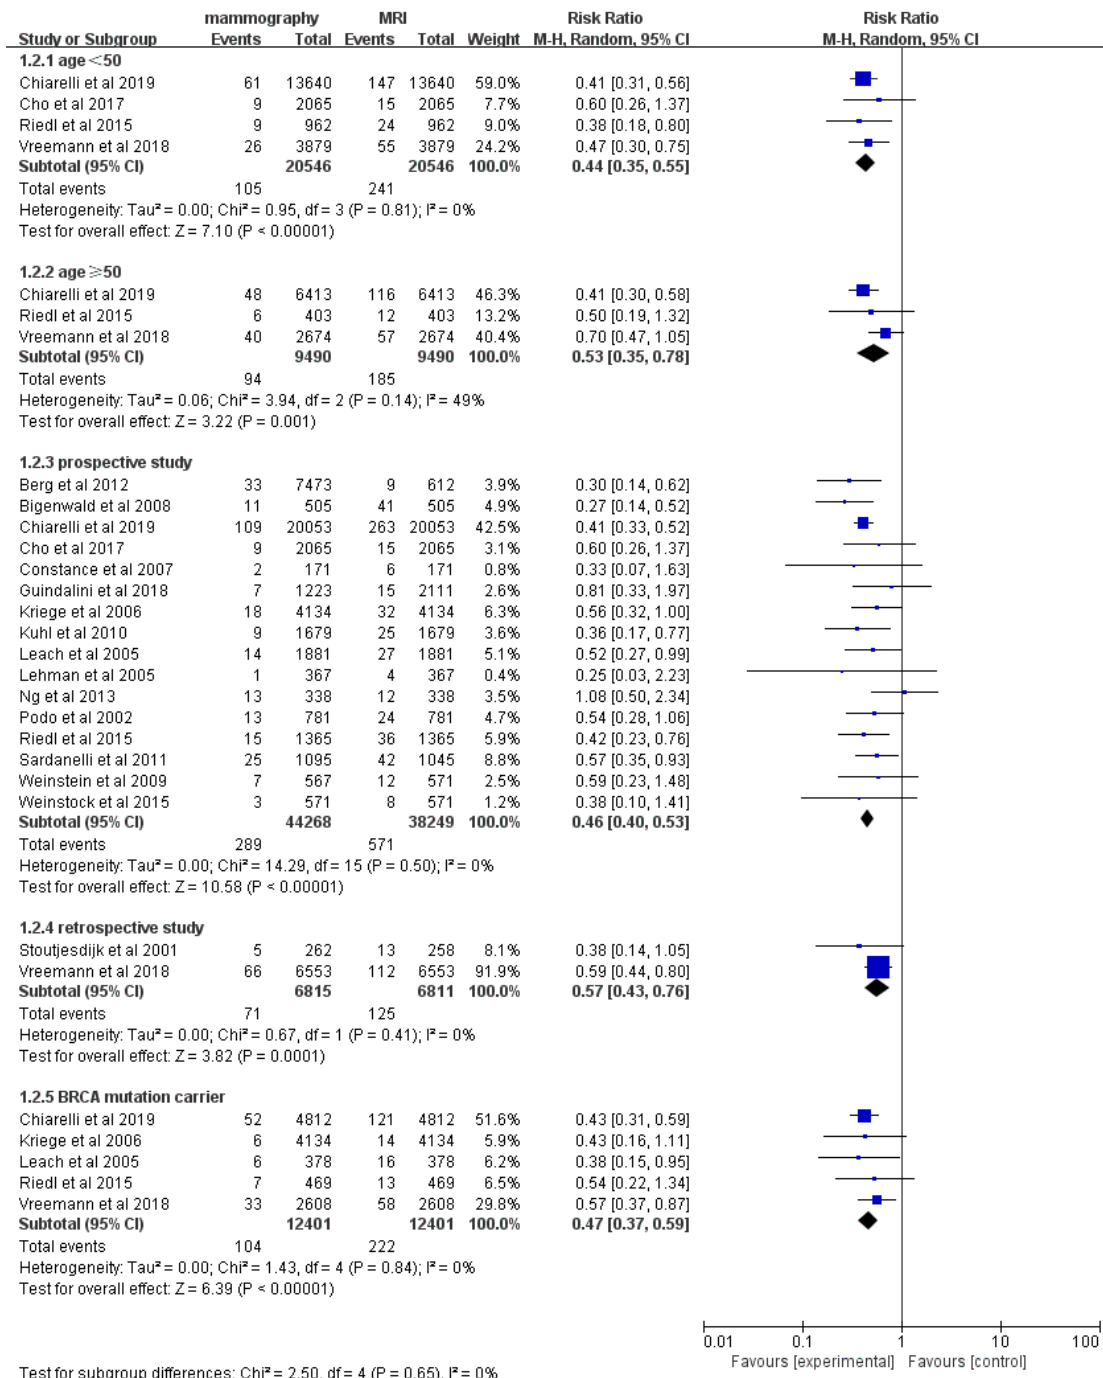 mammography MRI Risk Ratio Risk Ratio
Study or Subgroup Events Total Events Total Weight M-H, Random, 95% CI M-H, Random, 95% CI
1.2.1 age<50
Chiarelli et al 2019 61 13640 147 13640 59.0% 0.41 [0.31, 0.56]
Cho et al 2017 9 2065 15 2065 7.7% 0.60 [0.26, 1.37]
Riedl et al 2015 9 962 24 962 9.0% 0.38 [0.18, 0.80]
Vreemann et al 2018 26 3879 55 3879 24.2% 0.47 [0.30, 0.75]
Subtotal (95% CI) 20546 20546 100.0% 0.44 [0.35, 0.55]
Total events 105 241
Heterogeneity: Tau² = 0.00; Chi² = 0.95, df = 3 (P = 0.81); I² = 0%
Test for overall effect: Z = 7.10 (P < 0.00001)
1.2.2 age ≥50
Chiarelli et al 2019 48 6413 116 6413 46.3% 0.41 [0.30, 0.58]
Riedl et al 2015 6 403 12 403 13.2% 0.50 [0.19, 1.32]
Vreemann et al 2018 40 2674 57 2674 40.4% 0.70 [0.47, 1.05]
Subtotal (95% CI) 9490 9490 100.0% 0.53 [0.35, 0.78]
Total events 94 185
Heterogeneity: Tau² = 0.06; Chi² = 3.94, df = 2 (P = 0.14); I² = 49%
Test for overall effect: Z = 3.22 (P = 0.001)
1.2.3 prospective study
Berg et al 2012 33 7473 9 612 3.9% 0.30 [0.14, 0.62]
Bigenwald et al 2008 11 505 41 505 4.9% 0.27 [0.14, 0.52]
Chiarelli et al 2019 109 20053 263 20053 42.5% 0.41 [0.33, 0.52]
Cho et al 2017 9 2065 15 2065 3.1% 0.60 [0.26, 1.37]
Constance et al 2007 2 171 6 171 0.8% 0.33 [0.07, 1.63]
Guindalini et al 2018 7 1223 15 2111 2.6% 0.81 [0.33, 1.97]
Kriege et al 2006 18 4134 32 4134 6.3% 0.56 [0.32, 1.00]
Kuhl et al 2010 9 1679 25 1679 3.6% 0.36 [0.17, 0.77]
Leach et al 2005 14 1881 27 1881 5.1% 0.52 [0.27, 0.99]
Lehman et al 2005 1 367 4 367 0.4% 0.25 [0.03, 2.23]
Ng et al 2013 13 338 12 338 3.5% 1.08 [0.50, 2.34]
Podo et al 2002 13 781 24 781 4.7% 0.54 [0.28, 1.06]
Riedl et al 2015 15 1365 36 1365 5.9% 0.42 [0.23, 0.76]
Sardanelli et al 2011 25 1095 42 1045 8.8% 0.57 [0.35, 0.93]
Weinstein et al 2009 7 567 12 571 2.5% 0.59 [0.23, 1.48]
Weinstock et al 2015 3 571 8 571 1.2% 0.38 [0.10, 1.41]
Subtotal (95% CI) 44268 38249 100.0% 0.46 [0.40, 0.53]
Total events 289 571
Heterogeneity: Tau² = 0.00; Chi² = 14.29, df = 15 (P = 0.50); I² = 0%
Test for overall effect: Z = 10.58 (P < 0.00001)
1.2.4 retrospective study
Stoutjesdijk et al 2001 5 262 13 258 8.1% 0.38 [0.14, 1.05]
Vreemann et al 2018 66 6553 112 6553 91.9% 0.59 [0.44, 0.80]
Subtotal (95% CI) 6815 6811 100.0% 0.57 [0.43, 0.76]
Total events 71 125
Heterogeneity: Tau² = 0.00; Chi² = 0.67, df = 1 (P = 0.41); I² = 0%
Test for overall effect: Z = 3.82 (P = 0.0001)
1.2.5 BRCA mutation carrier
Chiarelli et al 2019 52 4812 121 4812 51.6% 0.43 [0.31, 0.59]
Kriege et al 2006 6 4134 14 4134 5.9% 0.43 [0.16, 1.11]
Leach et al 2005 6 378 16 378 6.2% 0.38 [0.15, 0.95]
Riedl et al 2015 7 469 13 469 6.5% 0.54 [0.22, 1.34]
Vreemann et al 2018 33 2608 58 2608 29.8% 0.57 [0.37, 0.87]
Subtotal (95% CI) 12401 12401 100.0% 0.47 [0.37, 0.59]
Total events 104 222
Heterogeneity: Tau² = 0.00; Chi² = 1.43, df = 4 (P = 0.84); I² = 0%
Test for overall effect: Z = 6.39 (P < 0.00001)
0.01 0.1 1 10 100
Favours [experimental] Favours [control]
Test for subgroup differences: Chi² = 2.50, df = 4 (P = 0.65), I² = 0%